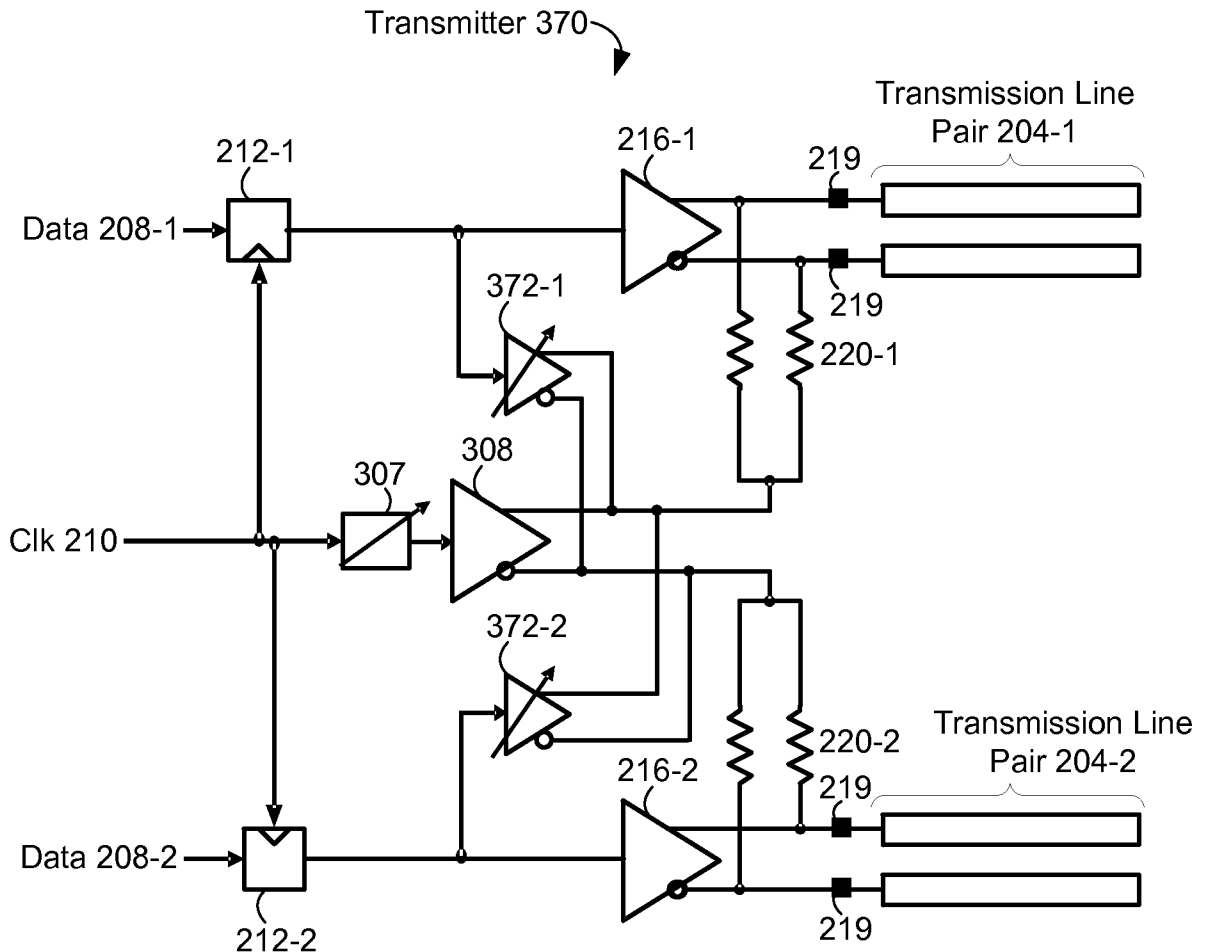 Transmitter 370
Transmission Line
Pair 204-1
216-1
212-1
219
Data 208-1
372-1
219
220-1
308
307
Clk 210
372-2
Transmission Line
Pair 204-2
220-2
216-2
219
Data 208-2
219
212-2